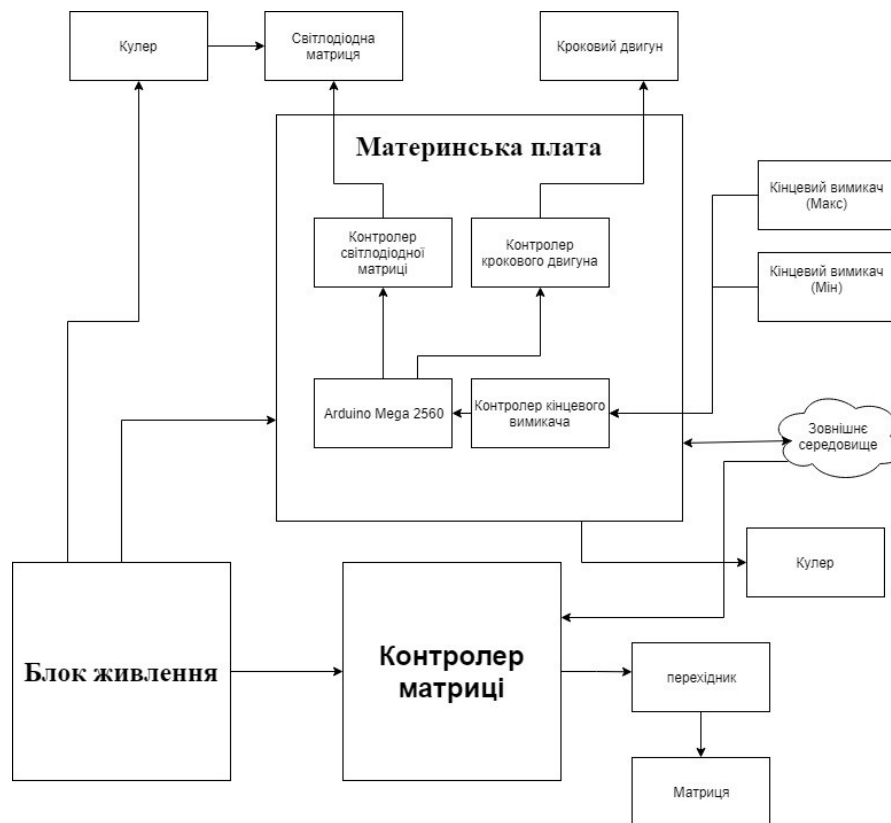 Кулер
Світлодіодна
матриця
Кроковий двигун
Материнська плата
Кінцевий вимикач
(Макс)
Контролер
світлодіодної
матриці
Контролер
крокового двигуна
Кінцевий вимикач
(Мін)
Arduino Mega 2560
Контролер кінцевого
вимикача
Зовнішнє
середовище
Кулер
Блок живлення
Контролер
матриці
перехідник
Матриця